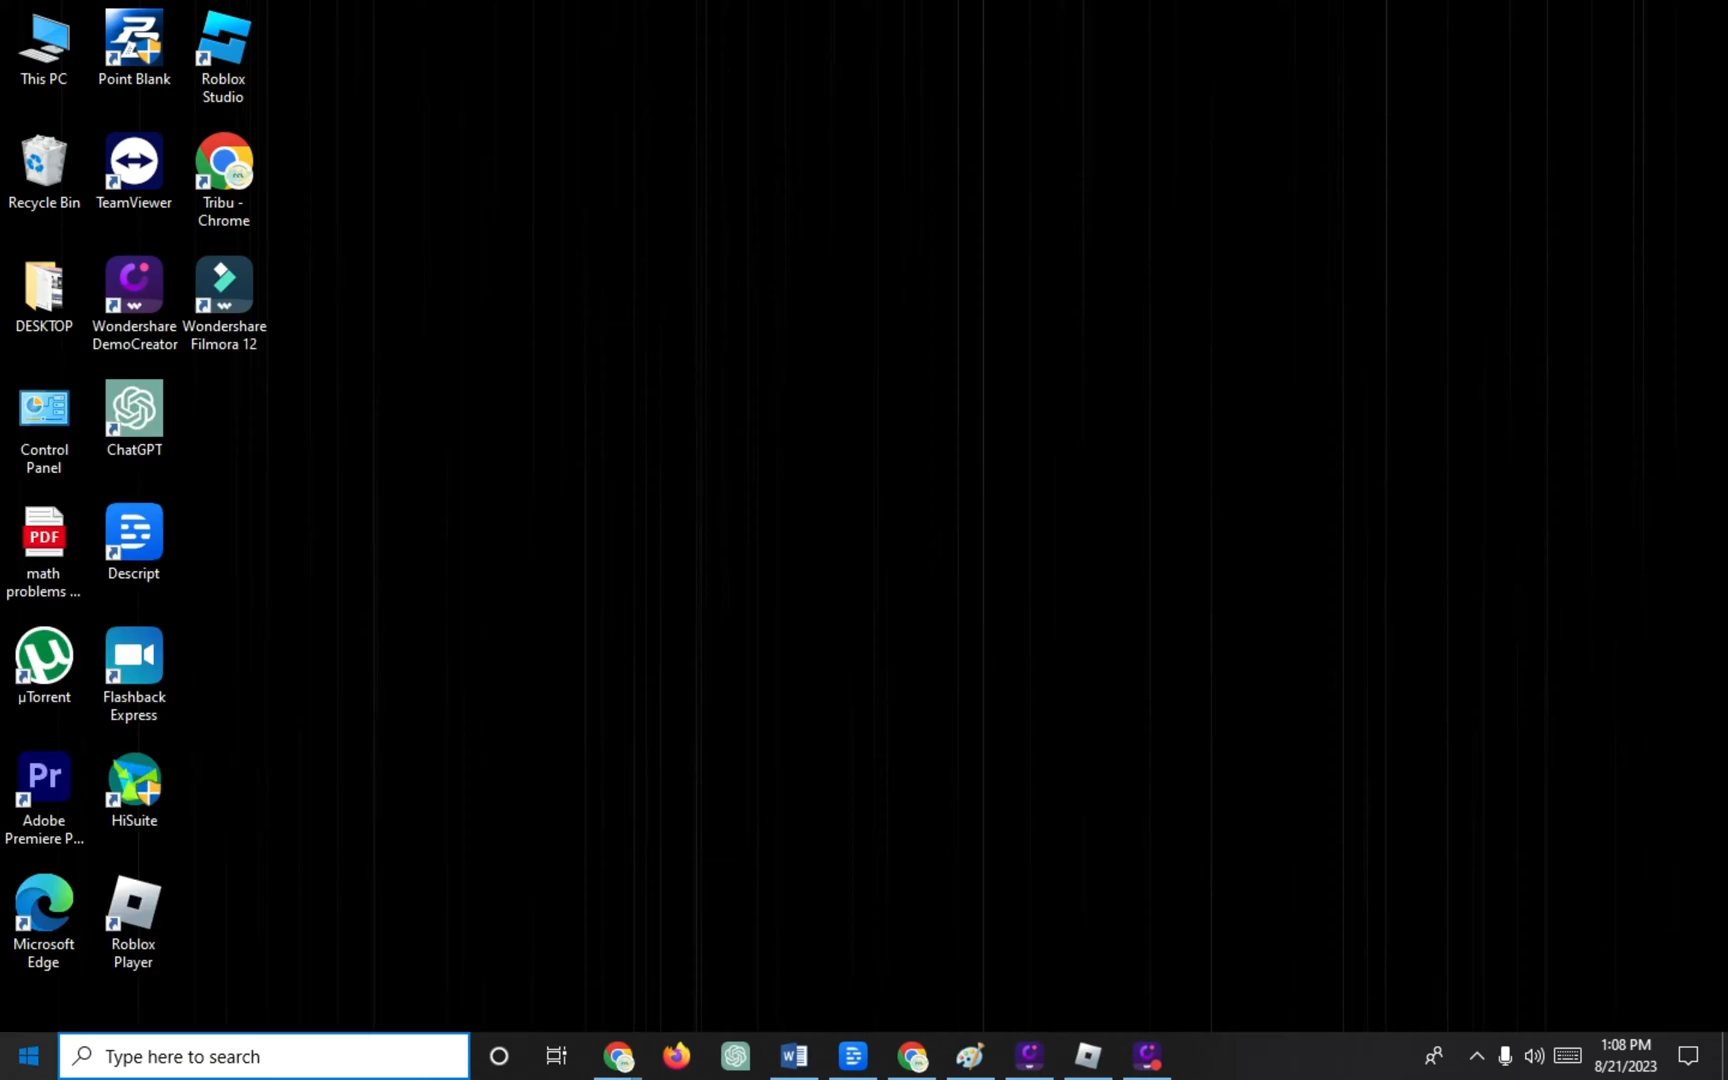 This PC
Point Blank
Roblox
Studio
Recycle Bin
TeamViewer
Tribu -
Chrome
DESKTOP
Wondershare
DemoCreator
Wondershare
Filmora 12
Control
Panel
ChatGPT
PDF
math
problems ...
Descript
µTorrent
Flashback
Express
Pr
Adobe
Premiere P...
HiSuite
Microsoft
Edge
Roblox
Player
Type here to search
W
1:08 PM
8/21/2023